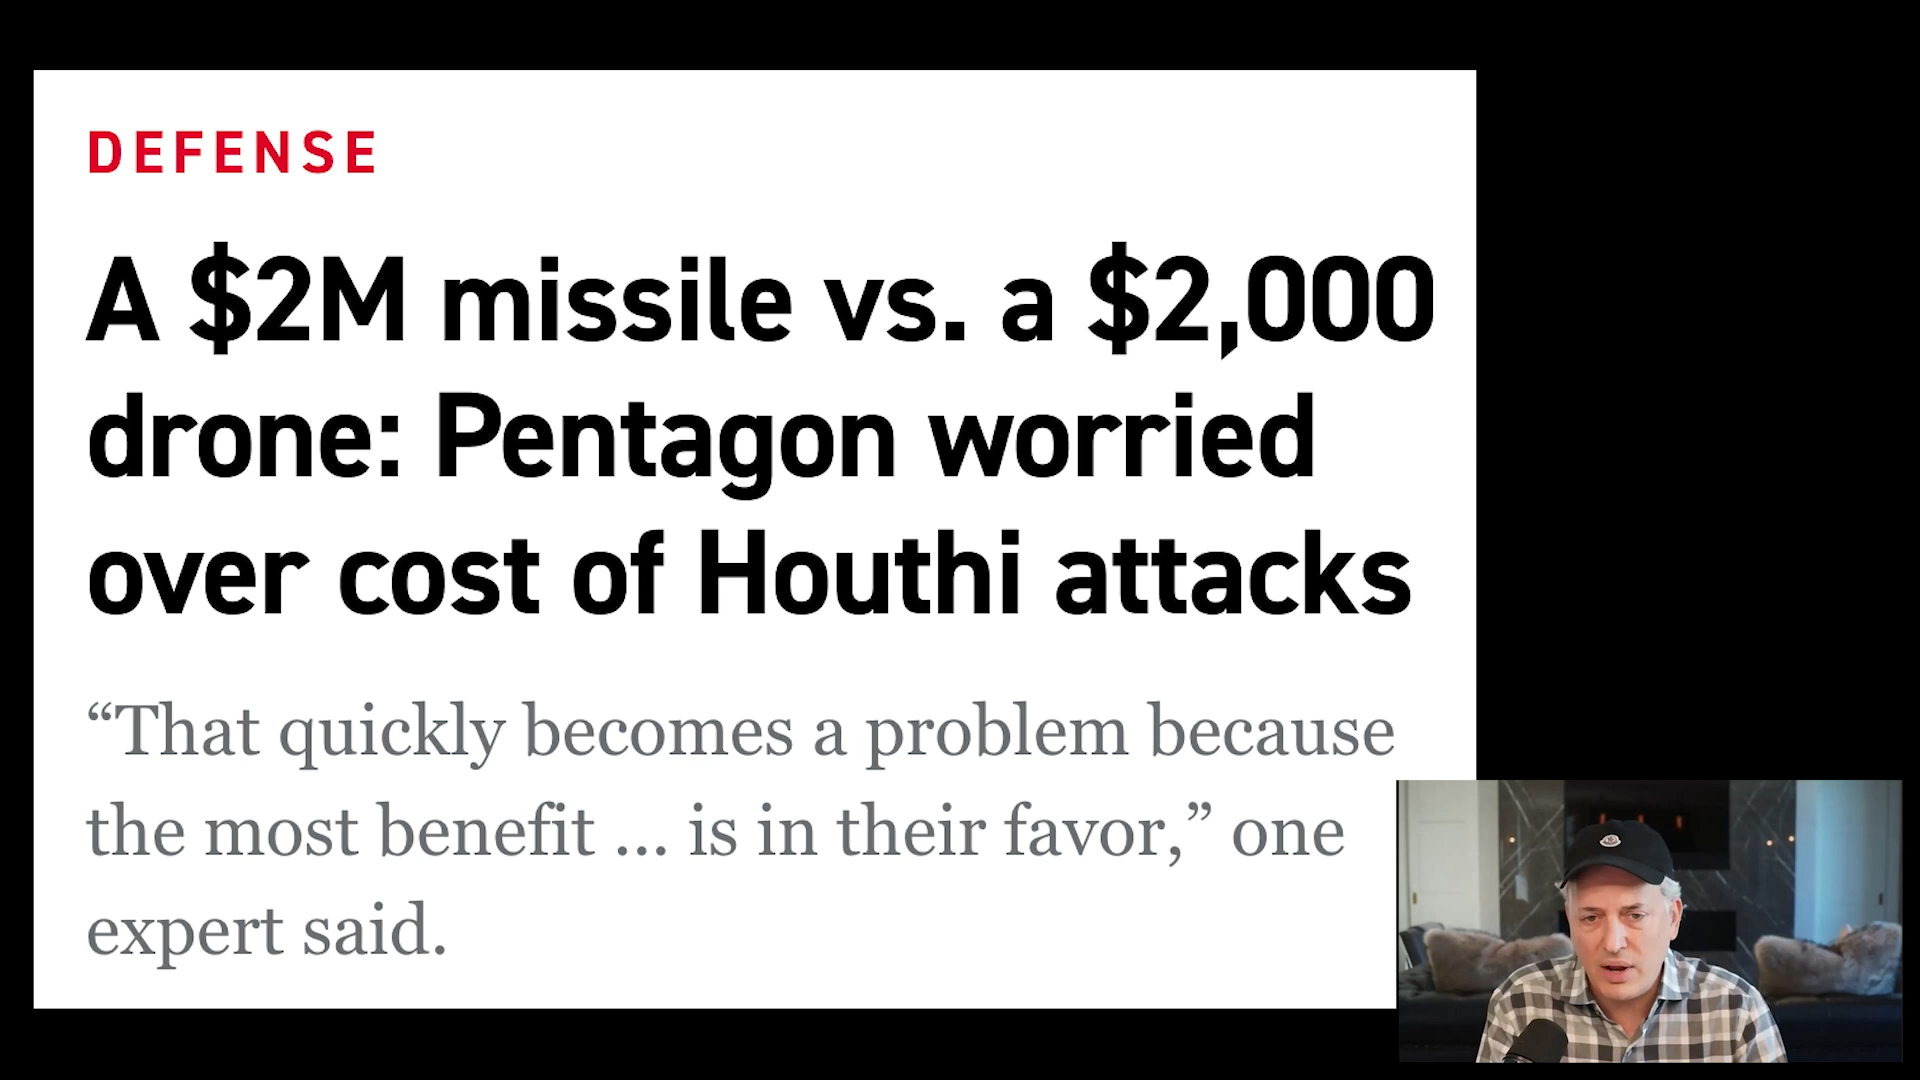 DEFENSE
A $2M missile vs. a $2,000
drone: Pentagon worried
over cost of Houthi attacks
“That quickly becomes a problem because
the most benefit ... is in their favor,” one
expert said.